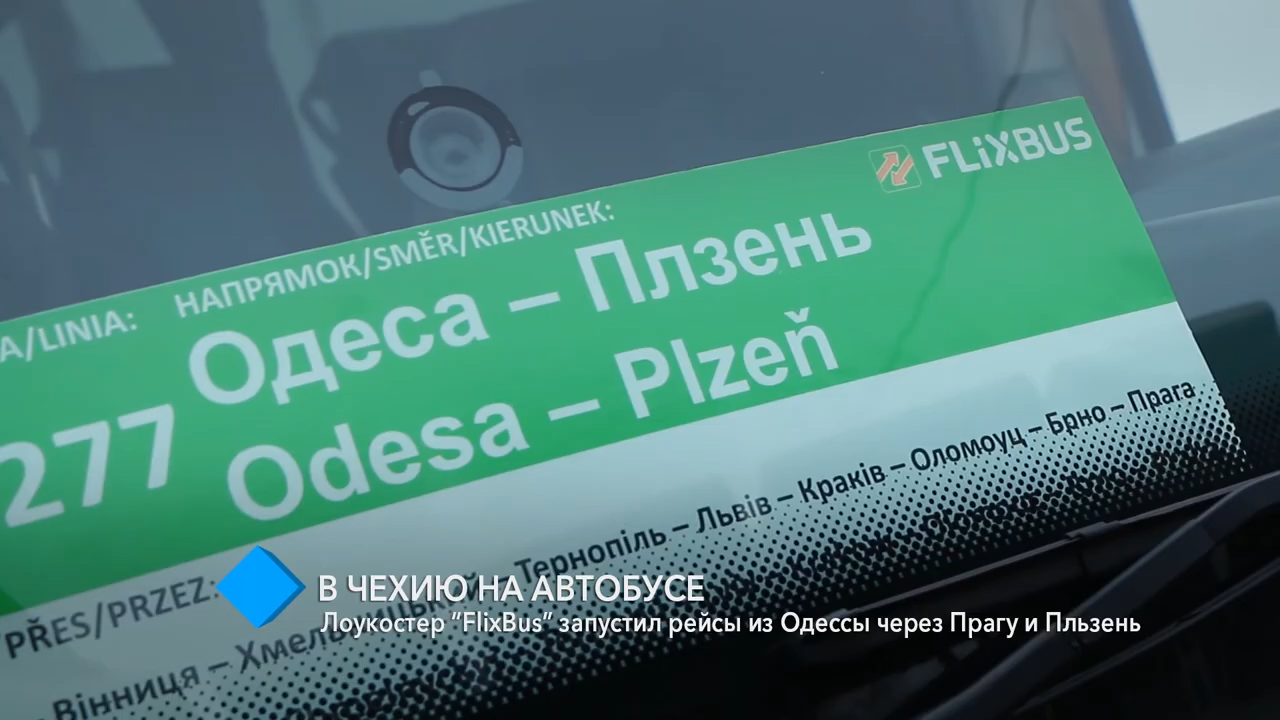 FLiXBUS
А/LINIA: НАПРЯМОК/SMĚR/KIERUNEK:
277 Одеса – Плзень
Odesa – Plzeň
PŘES/PRZEZ:
Вінниця – Хмельницький – Тернопіль – Львів – Краків – Оломоуц – Брно – Прага
В ЧЕХИЮ НА АВТОБУСЕ
Лоукостер “FlixBus” запустил рейсы из Одессы через Прагу и Пльзень